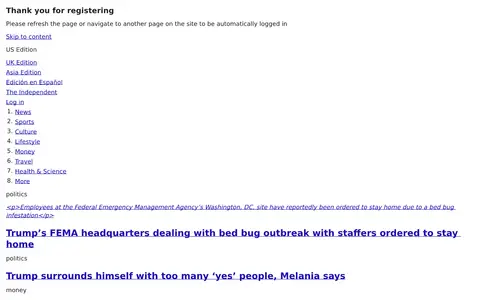 Thank you for registering
Please refresh the page or navigate to another page on the site to be automatically logged in
Skip to content
US Edition
UK Edition
Asia Edition
Edición en Español
The Independent
Log in
1. News
2. Sports
3. Culture
4. Lifestyle
5. Money
6. Travel
7. Health & Science
8. More
politics
<p>Employees at the Federal Emergency Management Agency’s Washington, DC, site have reportedly been ordered to stay home due to a bed bug
infestation</p>
Trump’s FEMA headquarters dealing with bed bug outbreak with staffers ordered to stay
home
politics
Trump surrounds himself with too many ‘yes’ people, Melania says
money